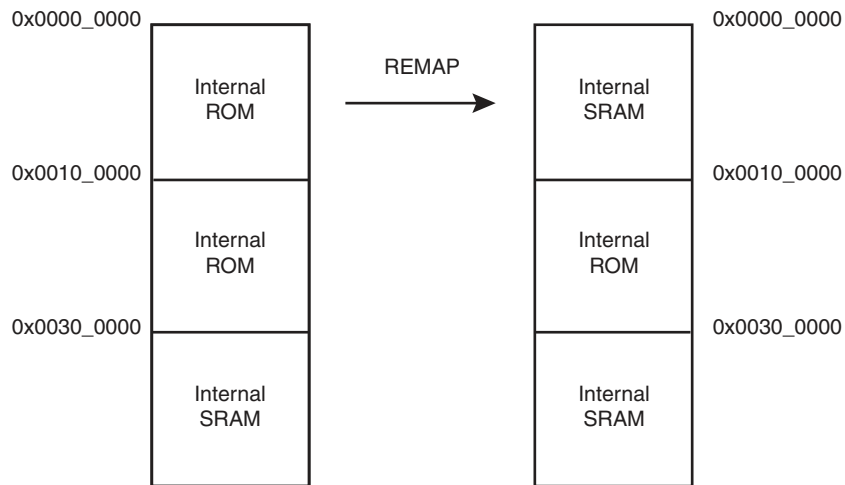 0x0000_0000
Internal
ROM
0x0010_0000
Internal
ROM
0x0030_0000
Internal
SRAM
REMAP
0x0000_0000
Internal
SRAM
0x0010_0000
Internal
ROM
0x0030_0000
Internal
SRAM